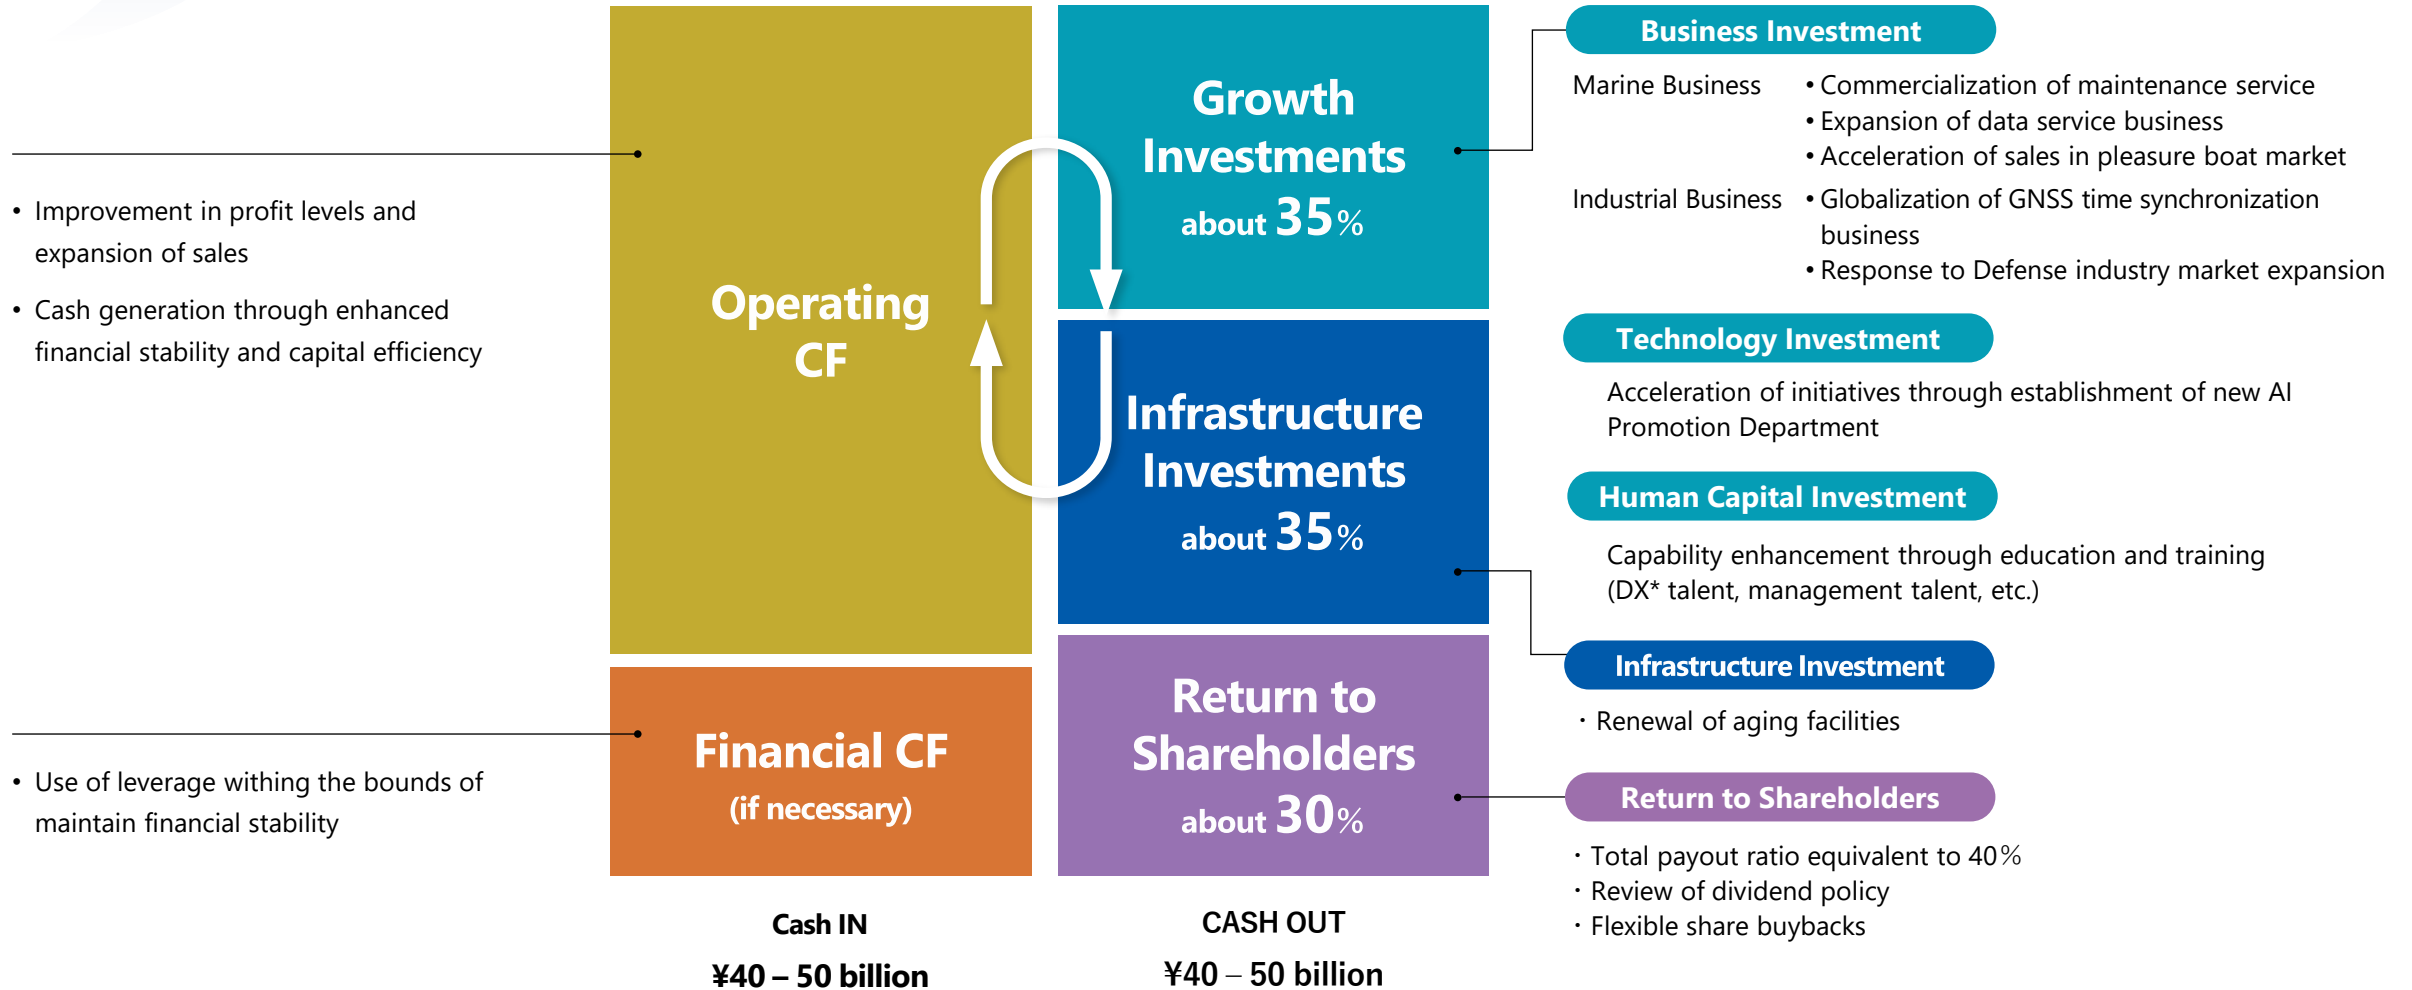 • Improvement in profit levels and
expansion of sales
• Cash generation through enhanced
financial stability and capital efficiency
• Use of leverage withing the bounds of
maintain financial stability
Operating
CF
Financial CF
(if necessary)
Cash IN
¥40 – 50 billion
Growth
Investments
about 35%
Infrastructure
Investments
about 35%
Return to
Shareholders
about 30%
CASH OUT
¥40 – 50 billion
Business Investment
Marine Business • Commercialization of maintenance service
• Expansion of data service business
• Acceleration of sales in pleasure boat market
Industrial Business • Globalization of GNSS time synchronization
business
• Response to Defense industry market expansion
Technology Investment
Acceleration of initiatives through establishment of new AI
Promotion Department
Human Capital Investment
Capability enhancement through education and training
(DX* talent, management talent, etc.)
Infrastructure Investment
・Renewal of aging facilities
Return to Shareholders
・Total payout ratio equivalent to 40%
・Review of dividend policy
・Flexible share buybacks